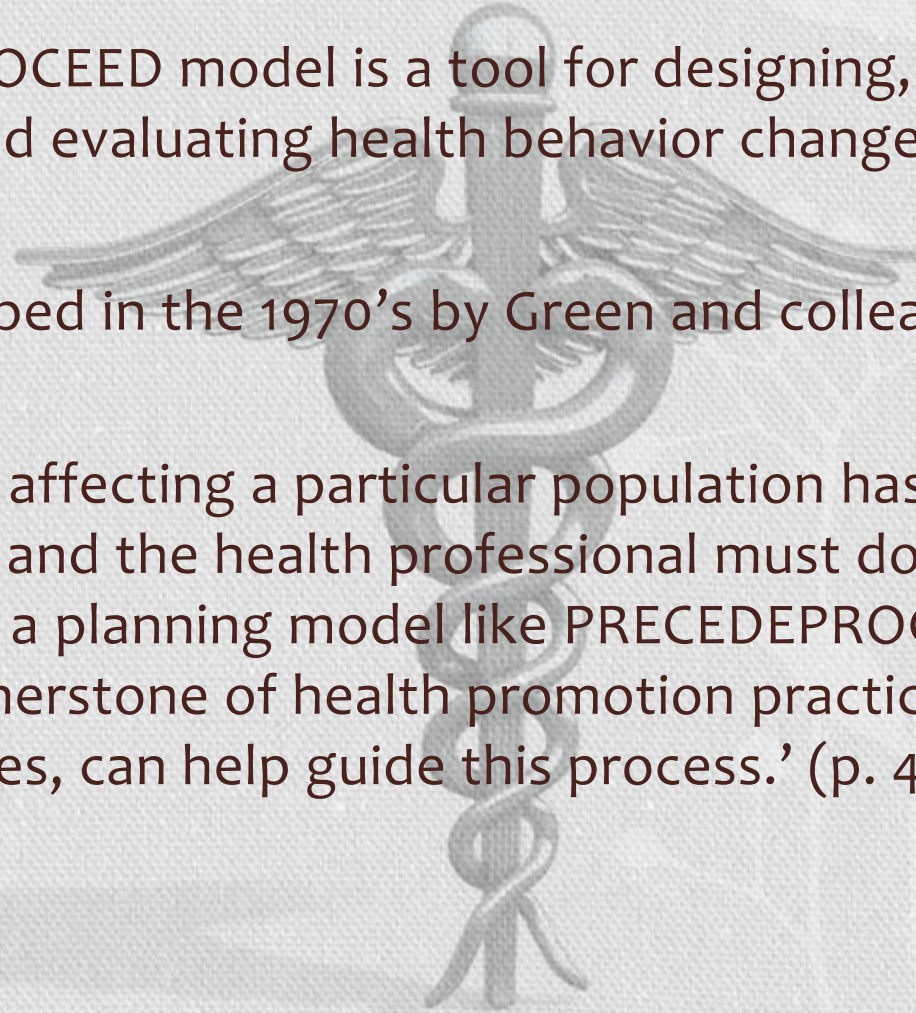 OCEED model is a tool for designing,
d evaluating health behavior change
ped in the 1970’s by Green and collea
affecting a particular population has
and the health professional must do
a planning model like PRECEDEPROC
nerstone of health promotion practic
es, can help guide this process.’ (p. 4